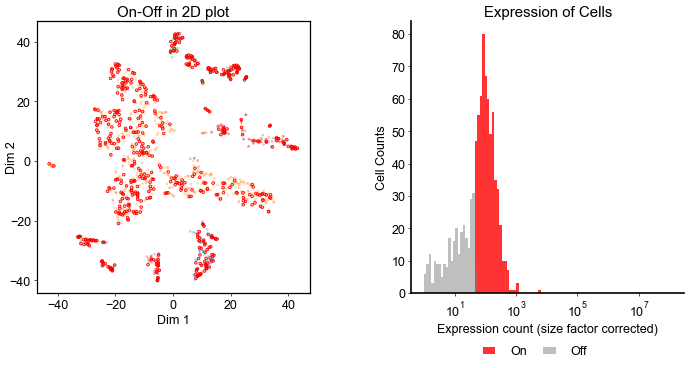 On-Off in 2D plot
40
20
0
−20
−40
Dim 2
−40
−20
0
20
40
Dim 1
Expression of Cells
80
70
60
50
40
30
20
10
0
Cell Counts
10^1
10^3
10^5
10^7
Expression count (size factor corrected)
On
Off